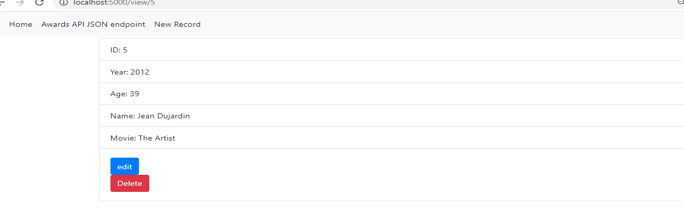 localhost:5000/view/5
Home Awards API JSON endpoint New Record
ID: 5
Year: 2012
Age: 39
Name: Jean Dujardin
Movie: The Artist
edit
Delete